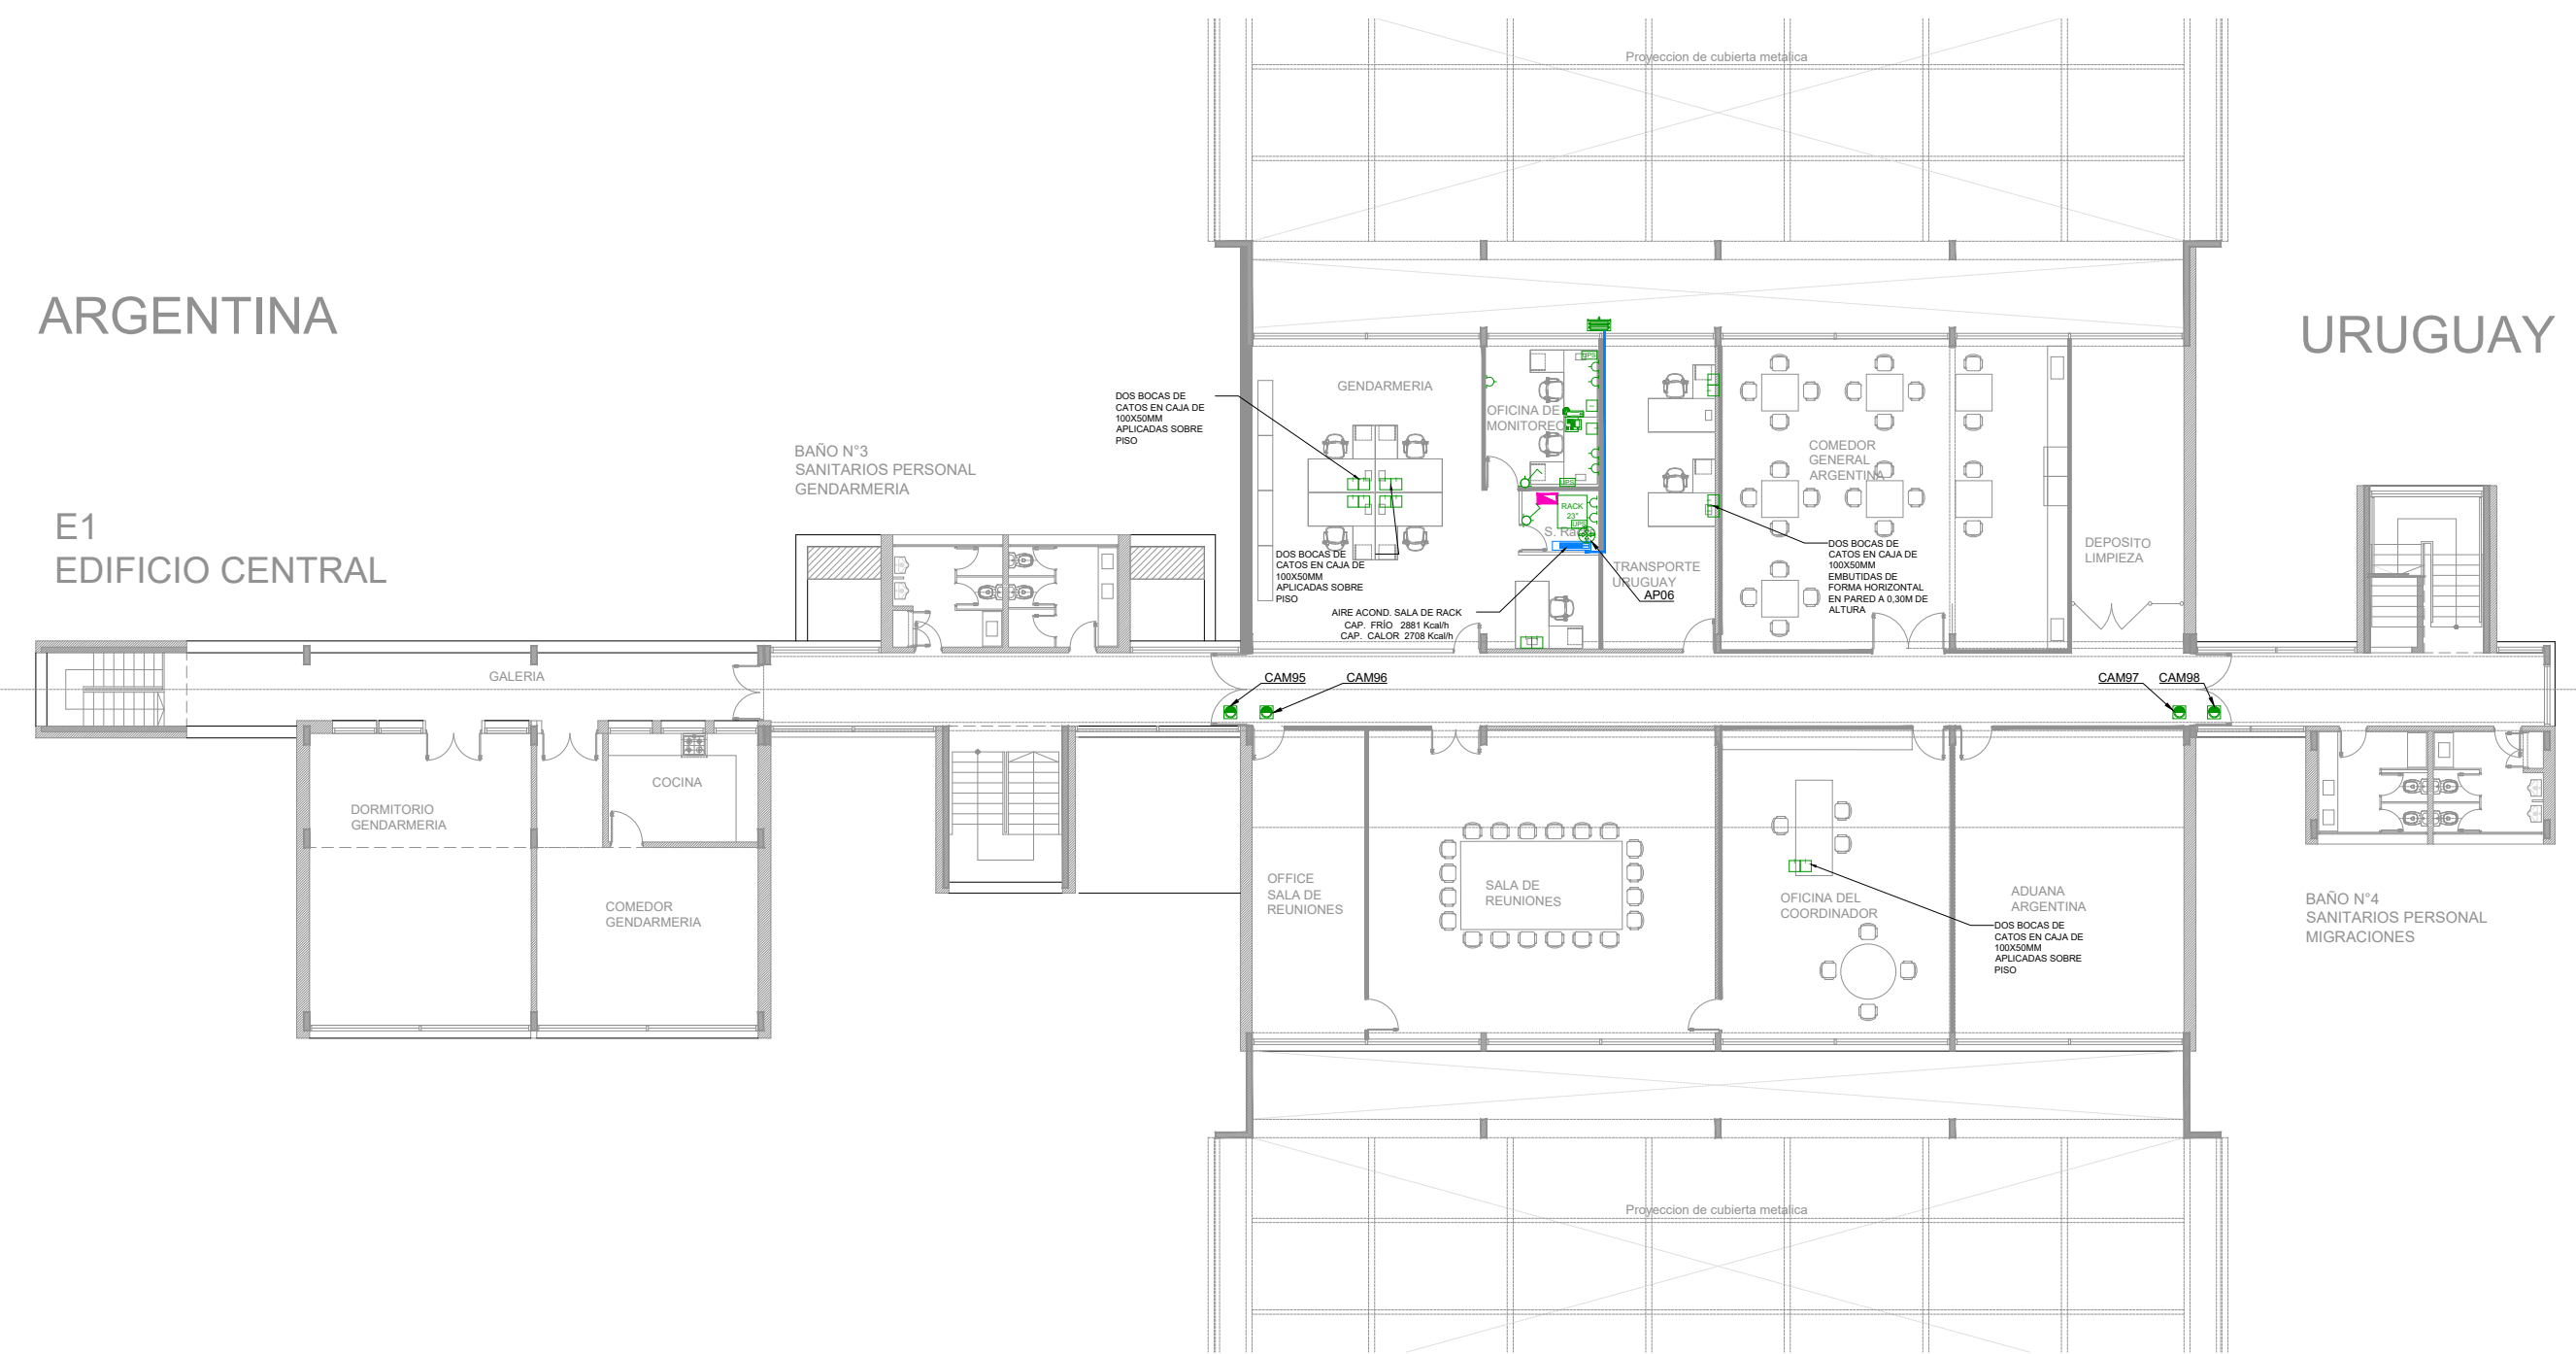 Proyeccion de cubierta metalica
ARGENTINA
URUGUAY
E1
EDIFICIO CENTRAL
BAÑO N°3
SANITARIOS PERSONAL
GENDARMERIA
DOS BOCAS DE
CATOS EN CAJA DE
100X50MM
APLICADAS SOBRE
PISO
GENDARMERIA
OFICINA DE
MONITOREO
UPS
UPS
RACK
23"
UPS
S. Rack
DOS BOCAS DE
CATOS EN CAJA DE
100X50MM
APLICADAS SOBRE
PISO
AIRE ACOND. SALA DE RACK
CAP. FRÍO 2881 Kcal/h
CAP. CALOR 2708 Kcal/h
TRANSPORTE
URUGUAY
AP06
COMEDOR
GENERAL
ARGENTINA
DOS BOCAS DE
CATOS EN CAJA DE
100X50MM
EMBUTIDAS DE
FORMA HORIZONTAL
EN PARED A 0,30M DE
ALTURA
DEPOSITO
LIMPIEZA
GALERIA
CAM95
CAM96
CAM97
CAM98
DORMITORIO
GENDARMERIA
COCINA
COMEDOR
GENDARMERIA
OFFICE
SALA DE
REUNIONES
SALA DE
REUNIONES
OFICINA DEL
COORDINADOR
ADUANA
ARGENTINA
DOS BOCAS DE
CATOS EN CAJA DE
100X50MM
APLICADAS SOBRE
PISO
BAÑO N°4
SANITARIOS PERSONAL
MIGRACIONES
Proyeccion de cubierta metalica